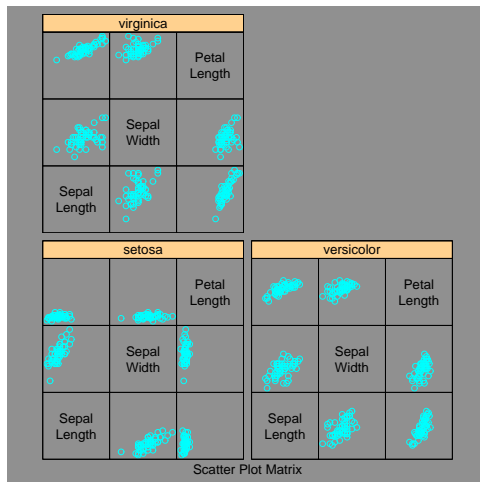 virginica
Petal
Length
Sepal
Width
Sepal
Length
setosa
Petal
Length
Sepal
Width
Sepal
Length
versicolor
Petal
Length
Sepal
Width
Sepal
Length
Scatter Plot Matrix